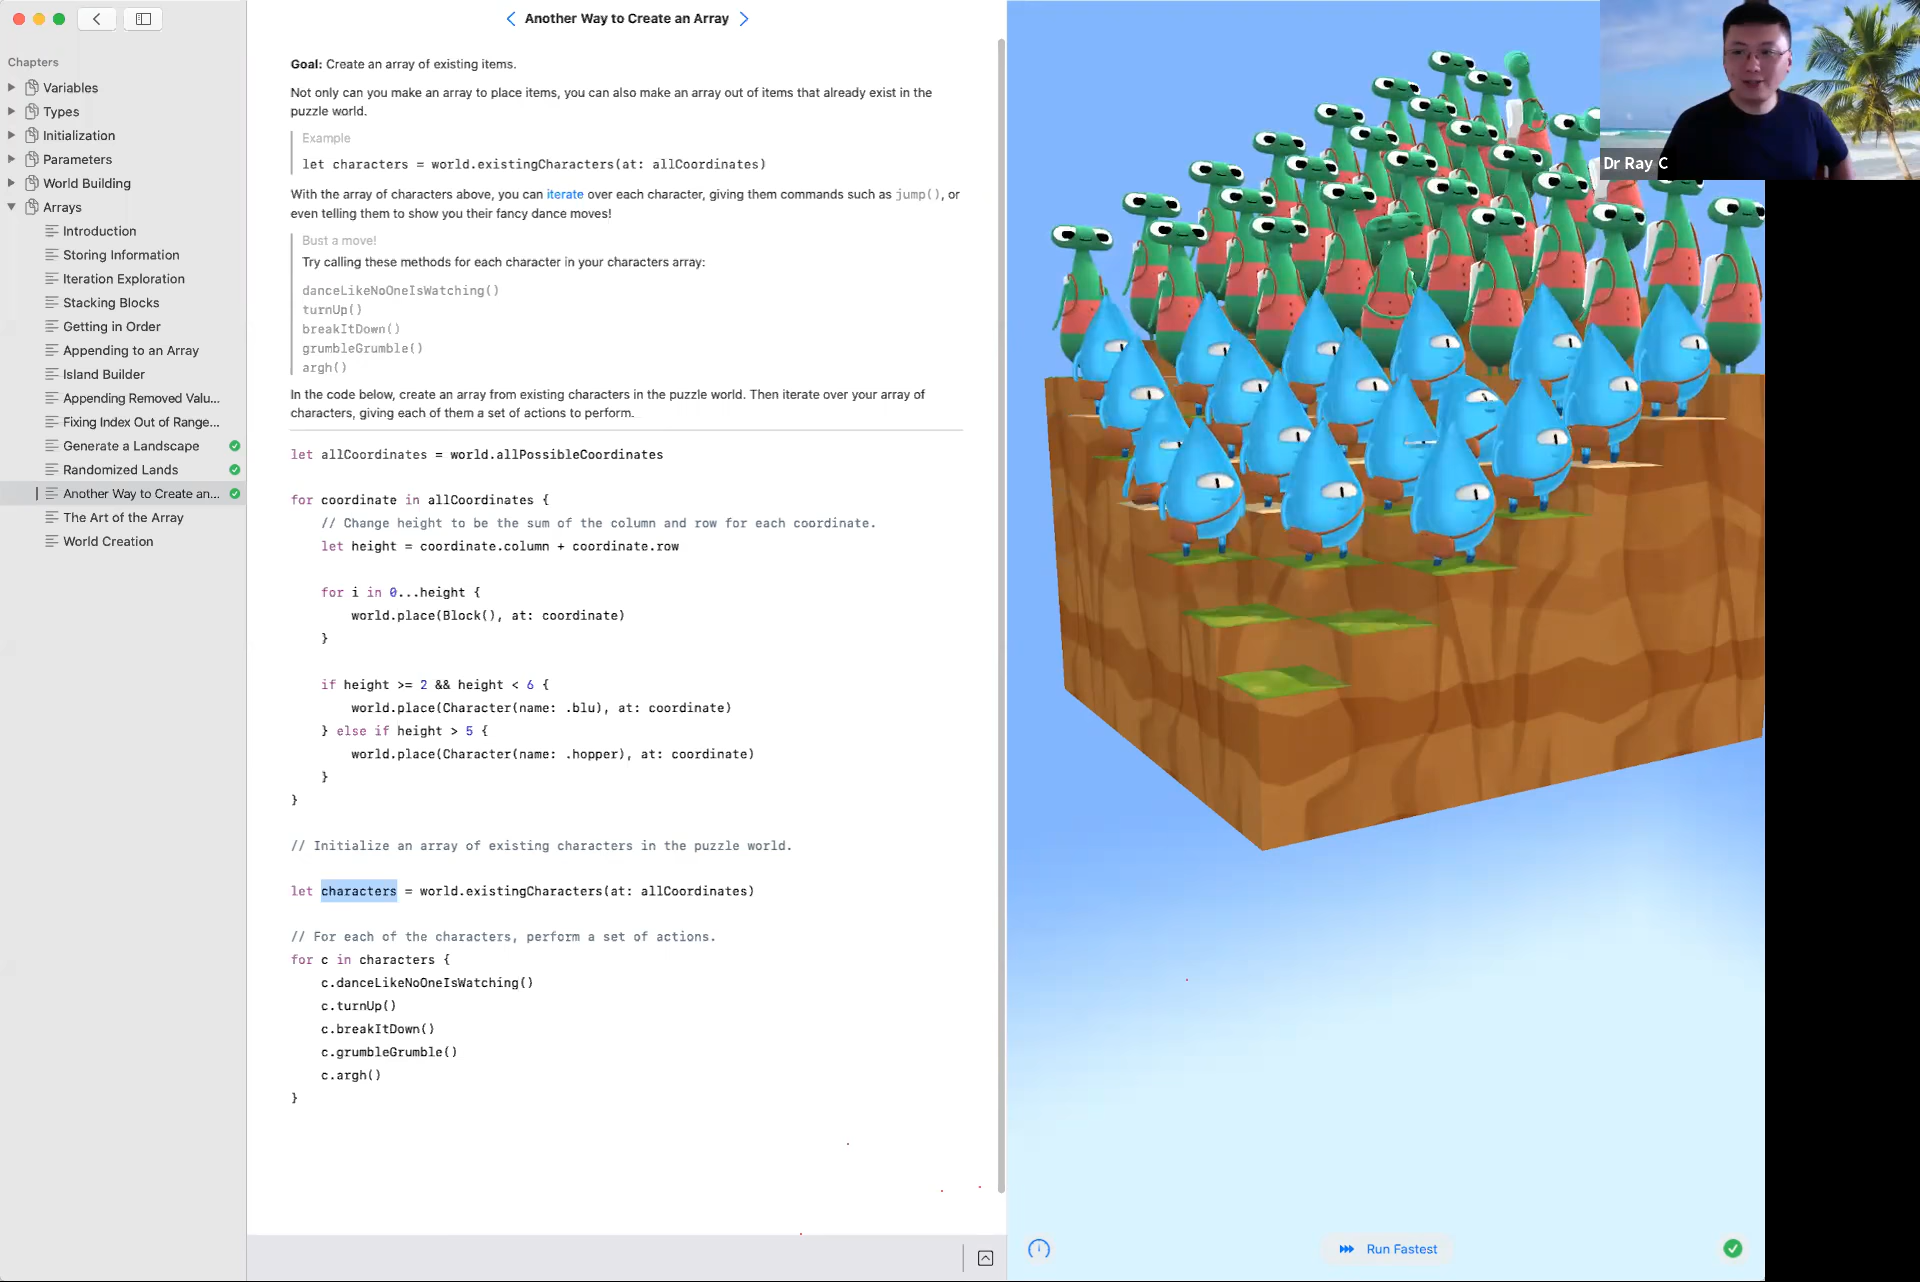 Another Way to Create an Array
Chapters
Variables
Types
Initialization
Parameters
World Building
Arrays
Introduction
Storing Information
Iteration Exploration
Stacking Blocks
Getting in Order
Appending to an Array
Island Builder
Appending Removed Valu...
Fixing Index Out of Range...
Generate a Landscape
Randomized Lands
Another Way to Create an...
The Art of the Array
World Creation
Goal: Create an array of existing items.
Not only can you make an array to place items, you can also make an array out of items that already exist in the
puzzle world.
Example
let characters = world.existingCharacters(at: allCoordinates)
With the array of characters above, you can iterate over each character, giving them commands such as jump(), or
even telling them to show you their fancy dance moves!
Bust a move!
Try calling these methods for each character in your characters array:
danceLikeNoOneIsWatching()
turnUp()
breakItDown()
grumbleGrumble()
argh()
In the code below, create an array from existing characters in the puzzle world. Then iterate over your array of
characters, giving each of them a set of actions to perform.
let allCoordinates = world.allPossibleCoordinates
for coordinate in allCoordinates {
// Change height to be the sum of the column and row for each coordinate.
let height = coordinate.column + coordinate.row
for i in 0...height {
world.place(Block(), at: coordinate)
}
if height >= 2 && height < 6 {
world.place(Character(name: .blu), at: coordinate)
} else if height > 5 {
world.place(Character(name: .hopper), at: coordinate)
}
}
// Initialize an array of existing characters in the puzzle world.
let characters = world.existingCharacters(at: allCoordinates)
// For each of the characters, perform a set of actions.
for c in characters {
c.danceLikeNoOneIsWatching()
c.turnUp()
c.breakItDown()
c.grumbleGrumble()
c.argh()
}
Dr Ray C
Run Fastest